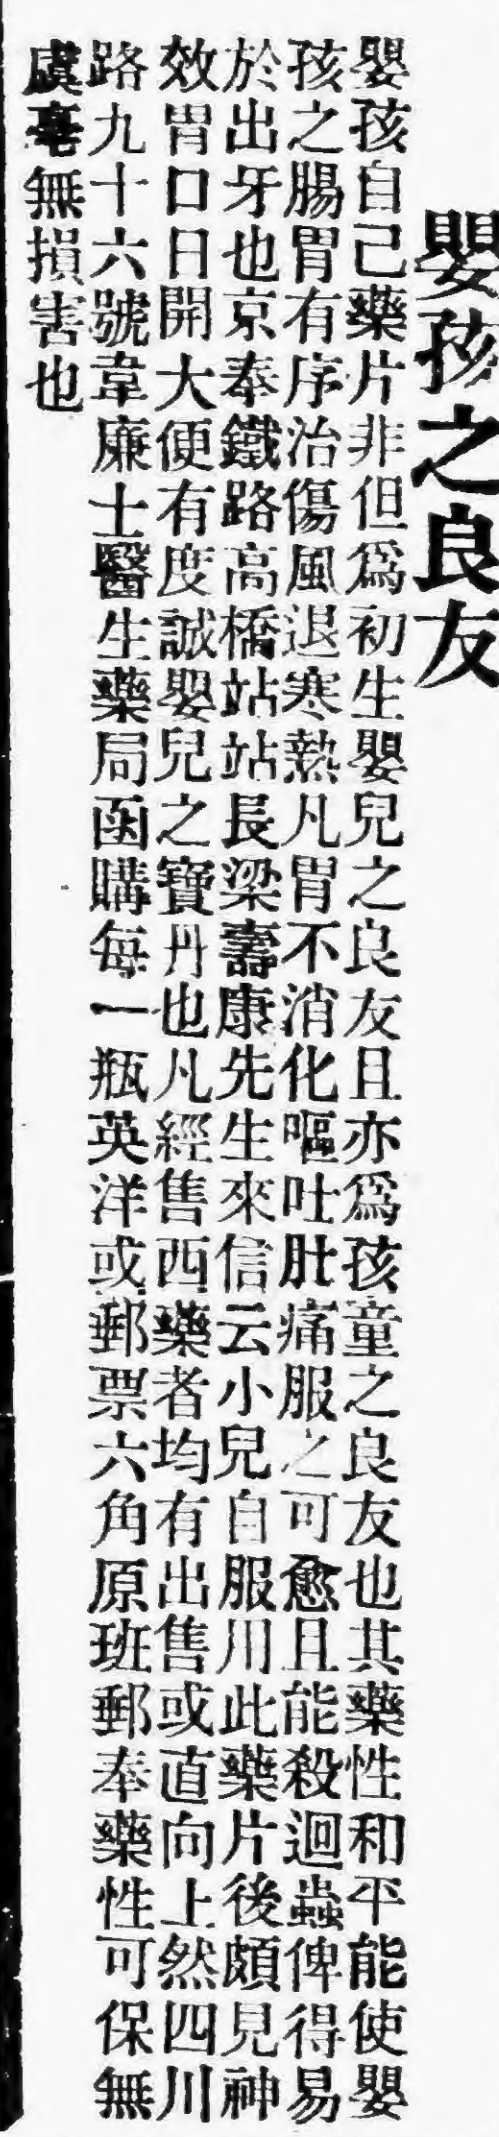 嬰孩之良友
嬰孩自己藥片非但爲初生嬰兒之良友且亦爲孩童之良友也其藥性和平能使嬰
孩之腸胃有序治傷風退寒熱凡胃不消化嘔吐肚痛服之可愈且能殺迴蟲俾得易
於出牙也京奉鐵路高橋站站長梁壽康先生來信云小兒自服川此藥片後頗見神
效胃口日開大便有度誠嬰兒之寶丹也凡經售西藥者均有出售或直向上然四川
路九十六號韋廉士醫生藥局函購每一瓶英洋或郵票六角原班郵奉藥性可保無
虞毫無損害也